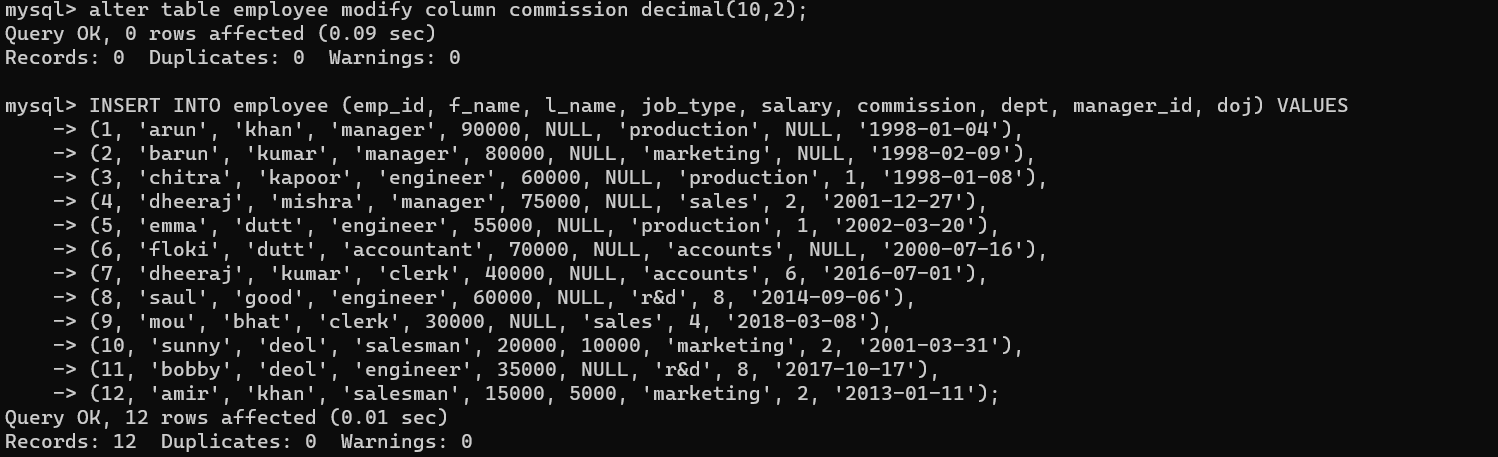 mysql> alter table employee modify column commission decimal(10,2);
Query OK, 0 rows affected (0.09 sec)
Records: 0  Duplicates: 0  Warnings: 0

mysql> INSERT INTO employee (emp_id, f_name, l_name, job_type, salary, commission, dept, manager_id, doj) VALUES
    -> (1, 'arun', 'khan', 'manager', 90000, NULL, 'production', NULL, '1998-01-04'),
    -> (2, 'barun', 'kumar', 'manager', 80000, NULL, 'marketing', NULL, '1998-02-09'),
    -> (3, 'chitra', 'kapoor', 'engineer', 60000, NULL, 'production', 1, '1998-01-08'),
    -> (4, 'dheeraj', 'mishra', 'manager', 75000, NULL, 'sales', 2, '2001-12-27'),
    -> (5, 'emma', 'dutt', 'engineer', 55000, NULL, 'production', 1, '2002-03-20'),
    -> (6, 'floki', 'dutt', 'accountant', 70000, NULL, 'accounts', NULL, '2000-07-16'),
    -> (7, 'dheeraj', 'kumar', 'clerk', 40000, NULL, 'accounts', 6, '2016-07-01'),
    -> (8, 'saul', 'good', 'engineer', 60000, NULL, 'r&d', 8, '2014-09-06'),
    -> (9, 'mou', 'bhat', 'clerk', 30000, NULL, 'sales', 4, '2018-03-08'),
    -> (10, 'sunny', 'deol', 'salesman', 20000, 10000, 'marketing', 2, '2001-03-31'),
    -> (11, 'bobby', 'deol', 'engineer', 35000, NULL, 'r&d', 8, '2017-10-17'),
    -> (12, 'amir', 'khan', 'salesman', 15000, 5000, 'marketing', 2, '2013-01-11');
Query OK, 12 rows affected (0.01 sec)
Records: 12  Duplicates: 0  Warnings: 0